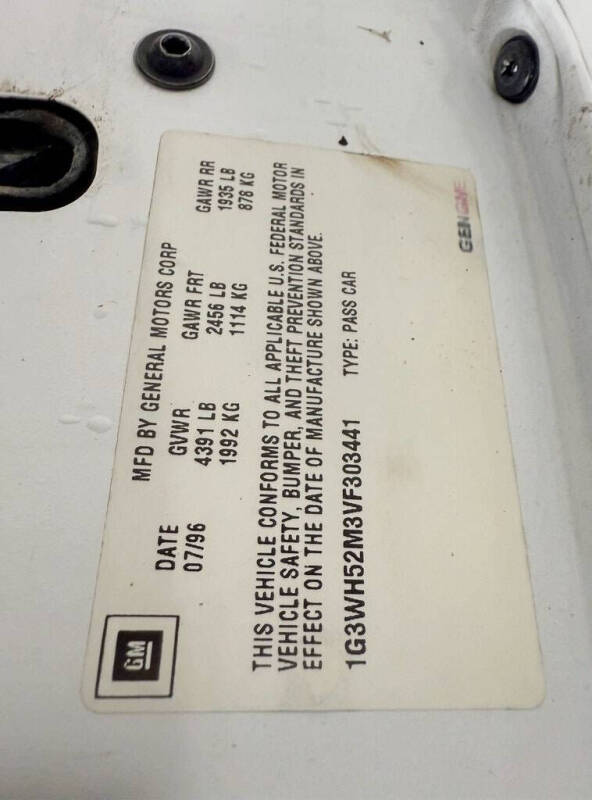 GM
MFD BY GENERAL MOTORS CORP
DATE GVWR GAWR FRT GAWR RR
07/96 4391 LB 2456 LB 1935 LB
1992 KG 1114 KG 878 KG
THIS VEHICLE CONFORMS TO ALL APPLICABLE U.S. FEDERAL MOTOR
VEHICLE SAFETY, BUMPER, AND THEFT PREVENTION STANDARDS IN
EFFECT ON THE DATE OF MANUFACTURE SHOWN ABOVE.
1G3WH52M3VF303441 TYPE: PASS CAR